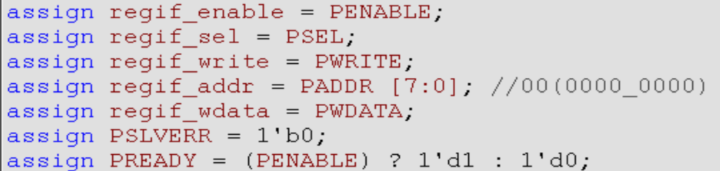 assign regif_enable = PENABLE;
assign regif_sel = PSEL;
assign regif_write = PWRITE;
assign regif_addr = PADDR [7:0]; //00(0000_0000)
assign regif_wdata = PWDATA;
assign PSLVERR = 1'b0;
assign PREADY = (PENABLE) ? 1'd1 : 1'd0;